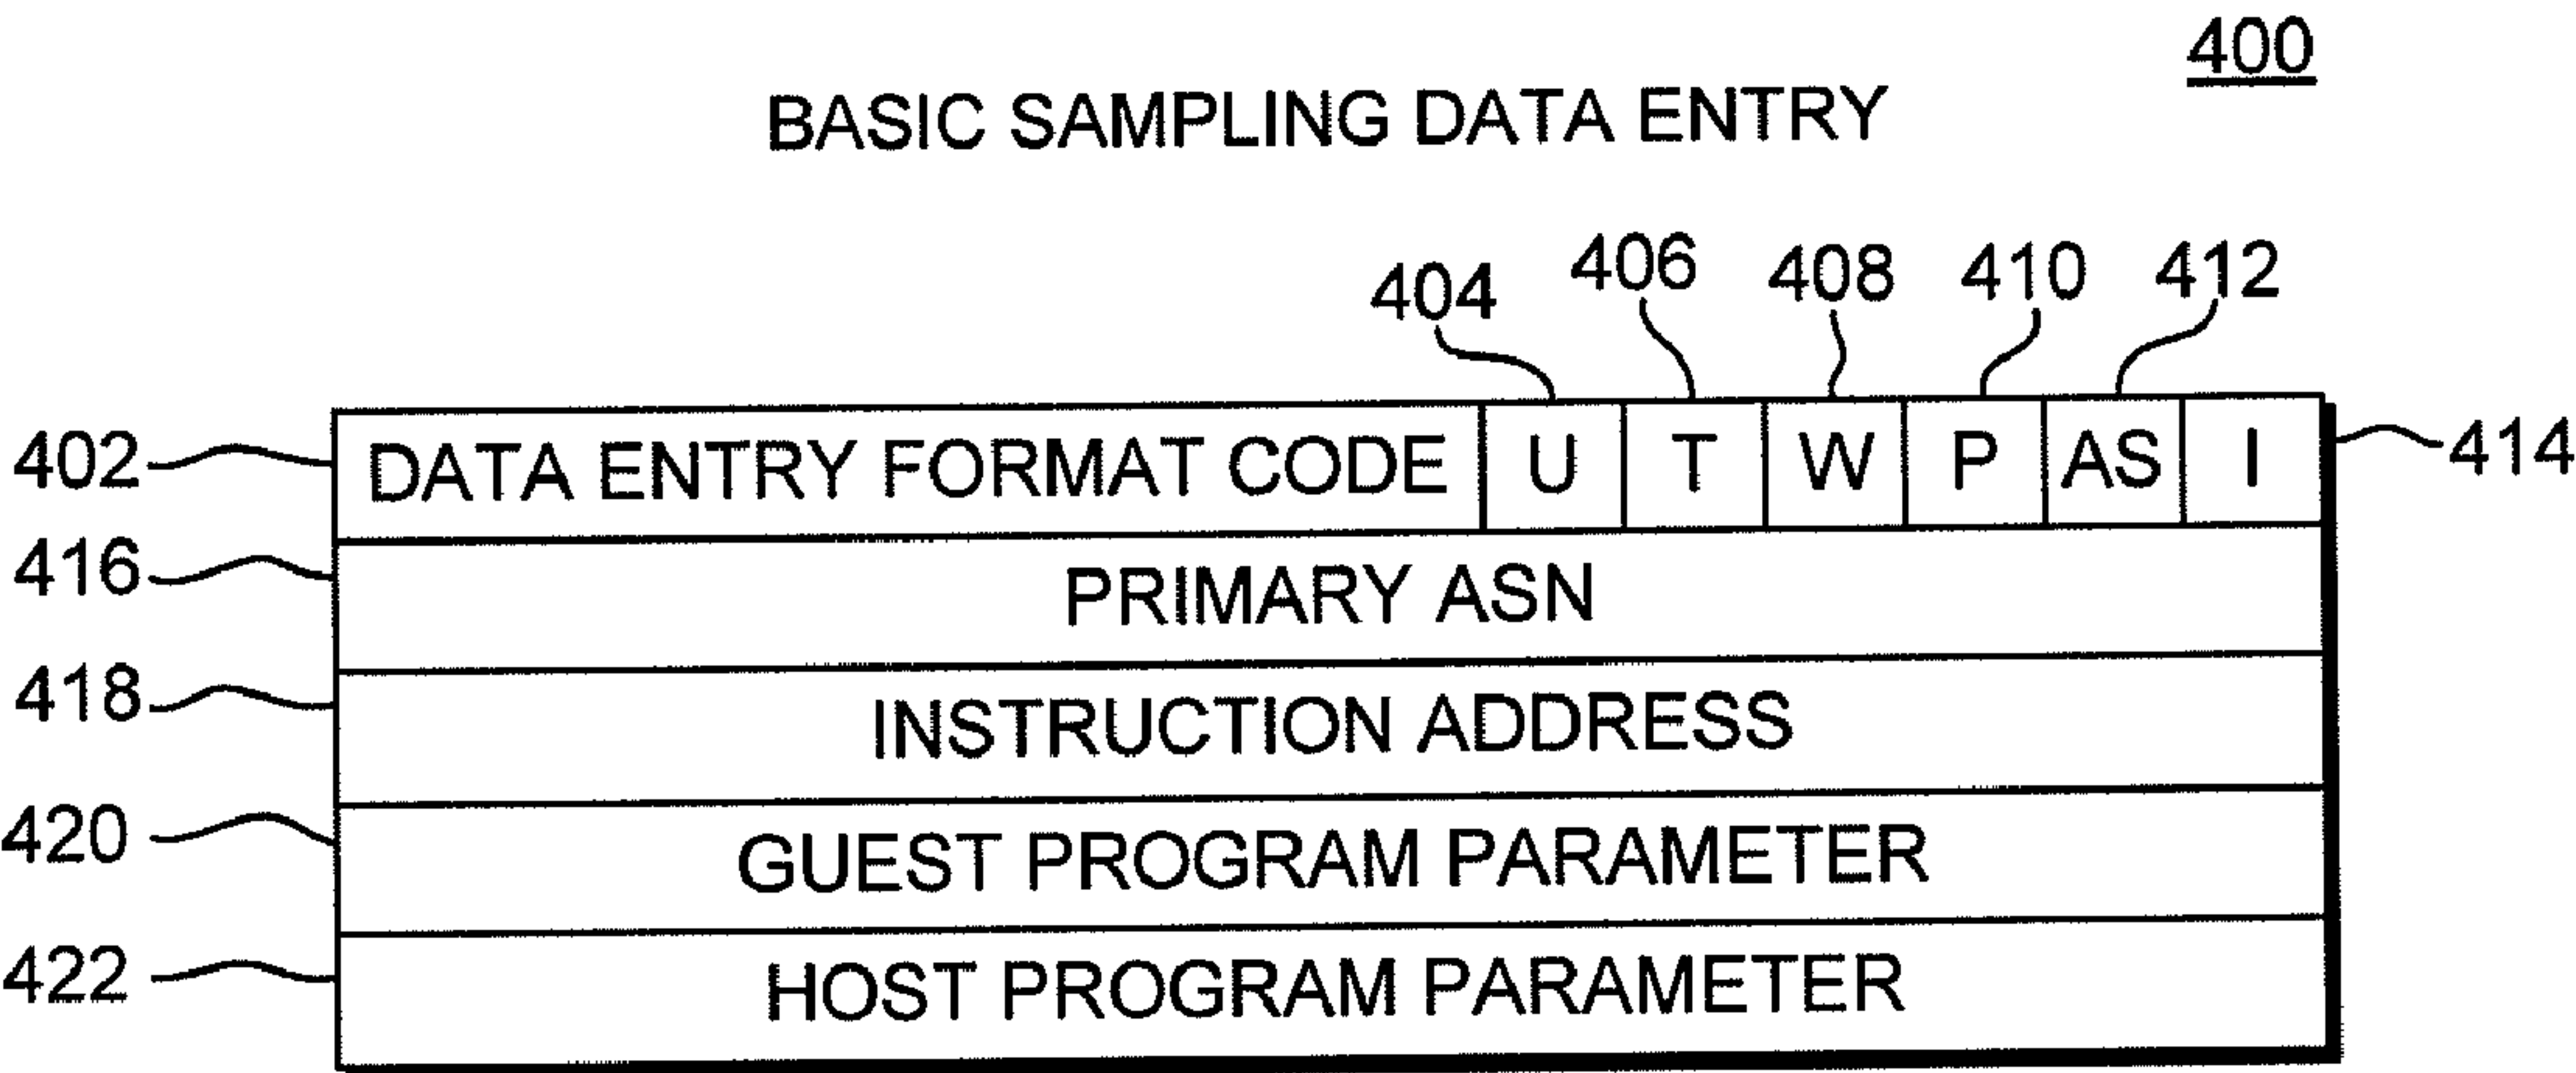 400
BASIC SAMPLING DATA ENTRY
404 406 408 410 412
402 DATA ENTRY FORMAT CODE U T W P AS I 414
416 PRIMARY ASN
418 INSTRUCTION ADDRESS
420 GUEST PROGRAM PARAMETER
422 HOST PROGRAM PARAMETER